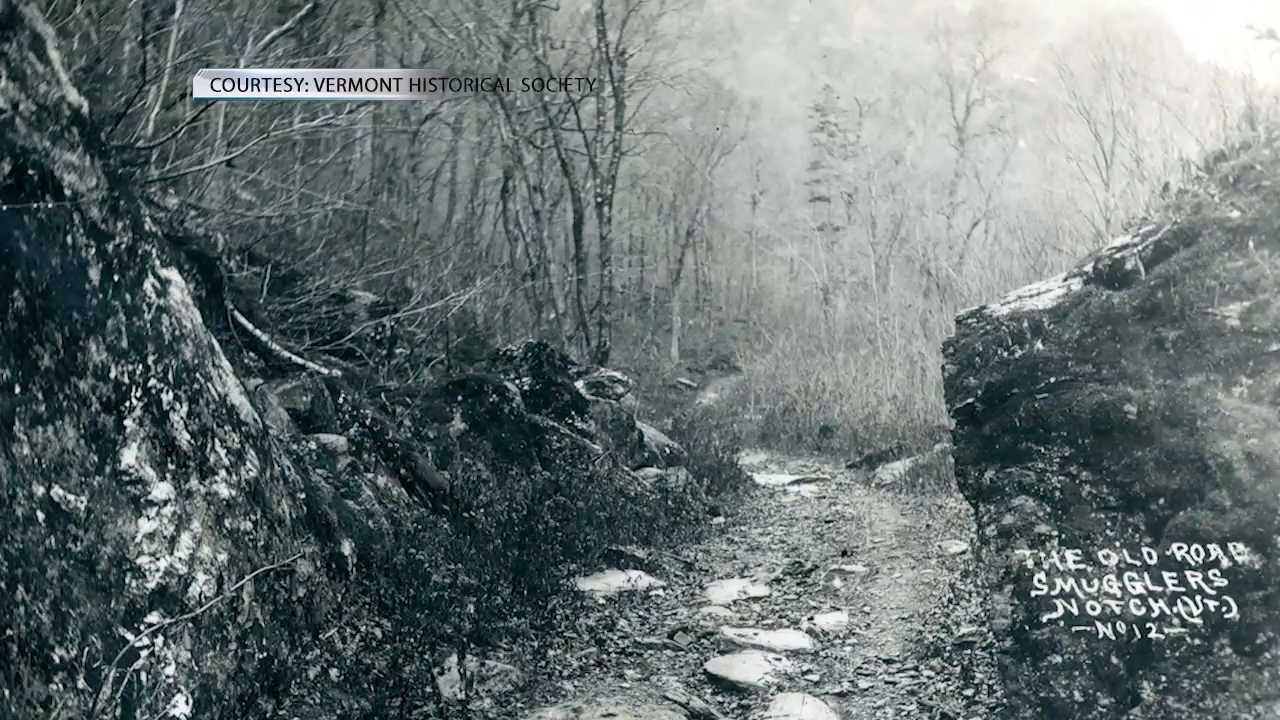 COURTESY: VERMONT HISTORICAL SOCIETY
THE OLD ROAD
SMUGGLERS
NOTCH.(VT.)
—Nº 12—